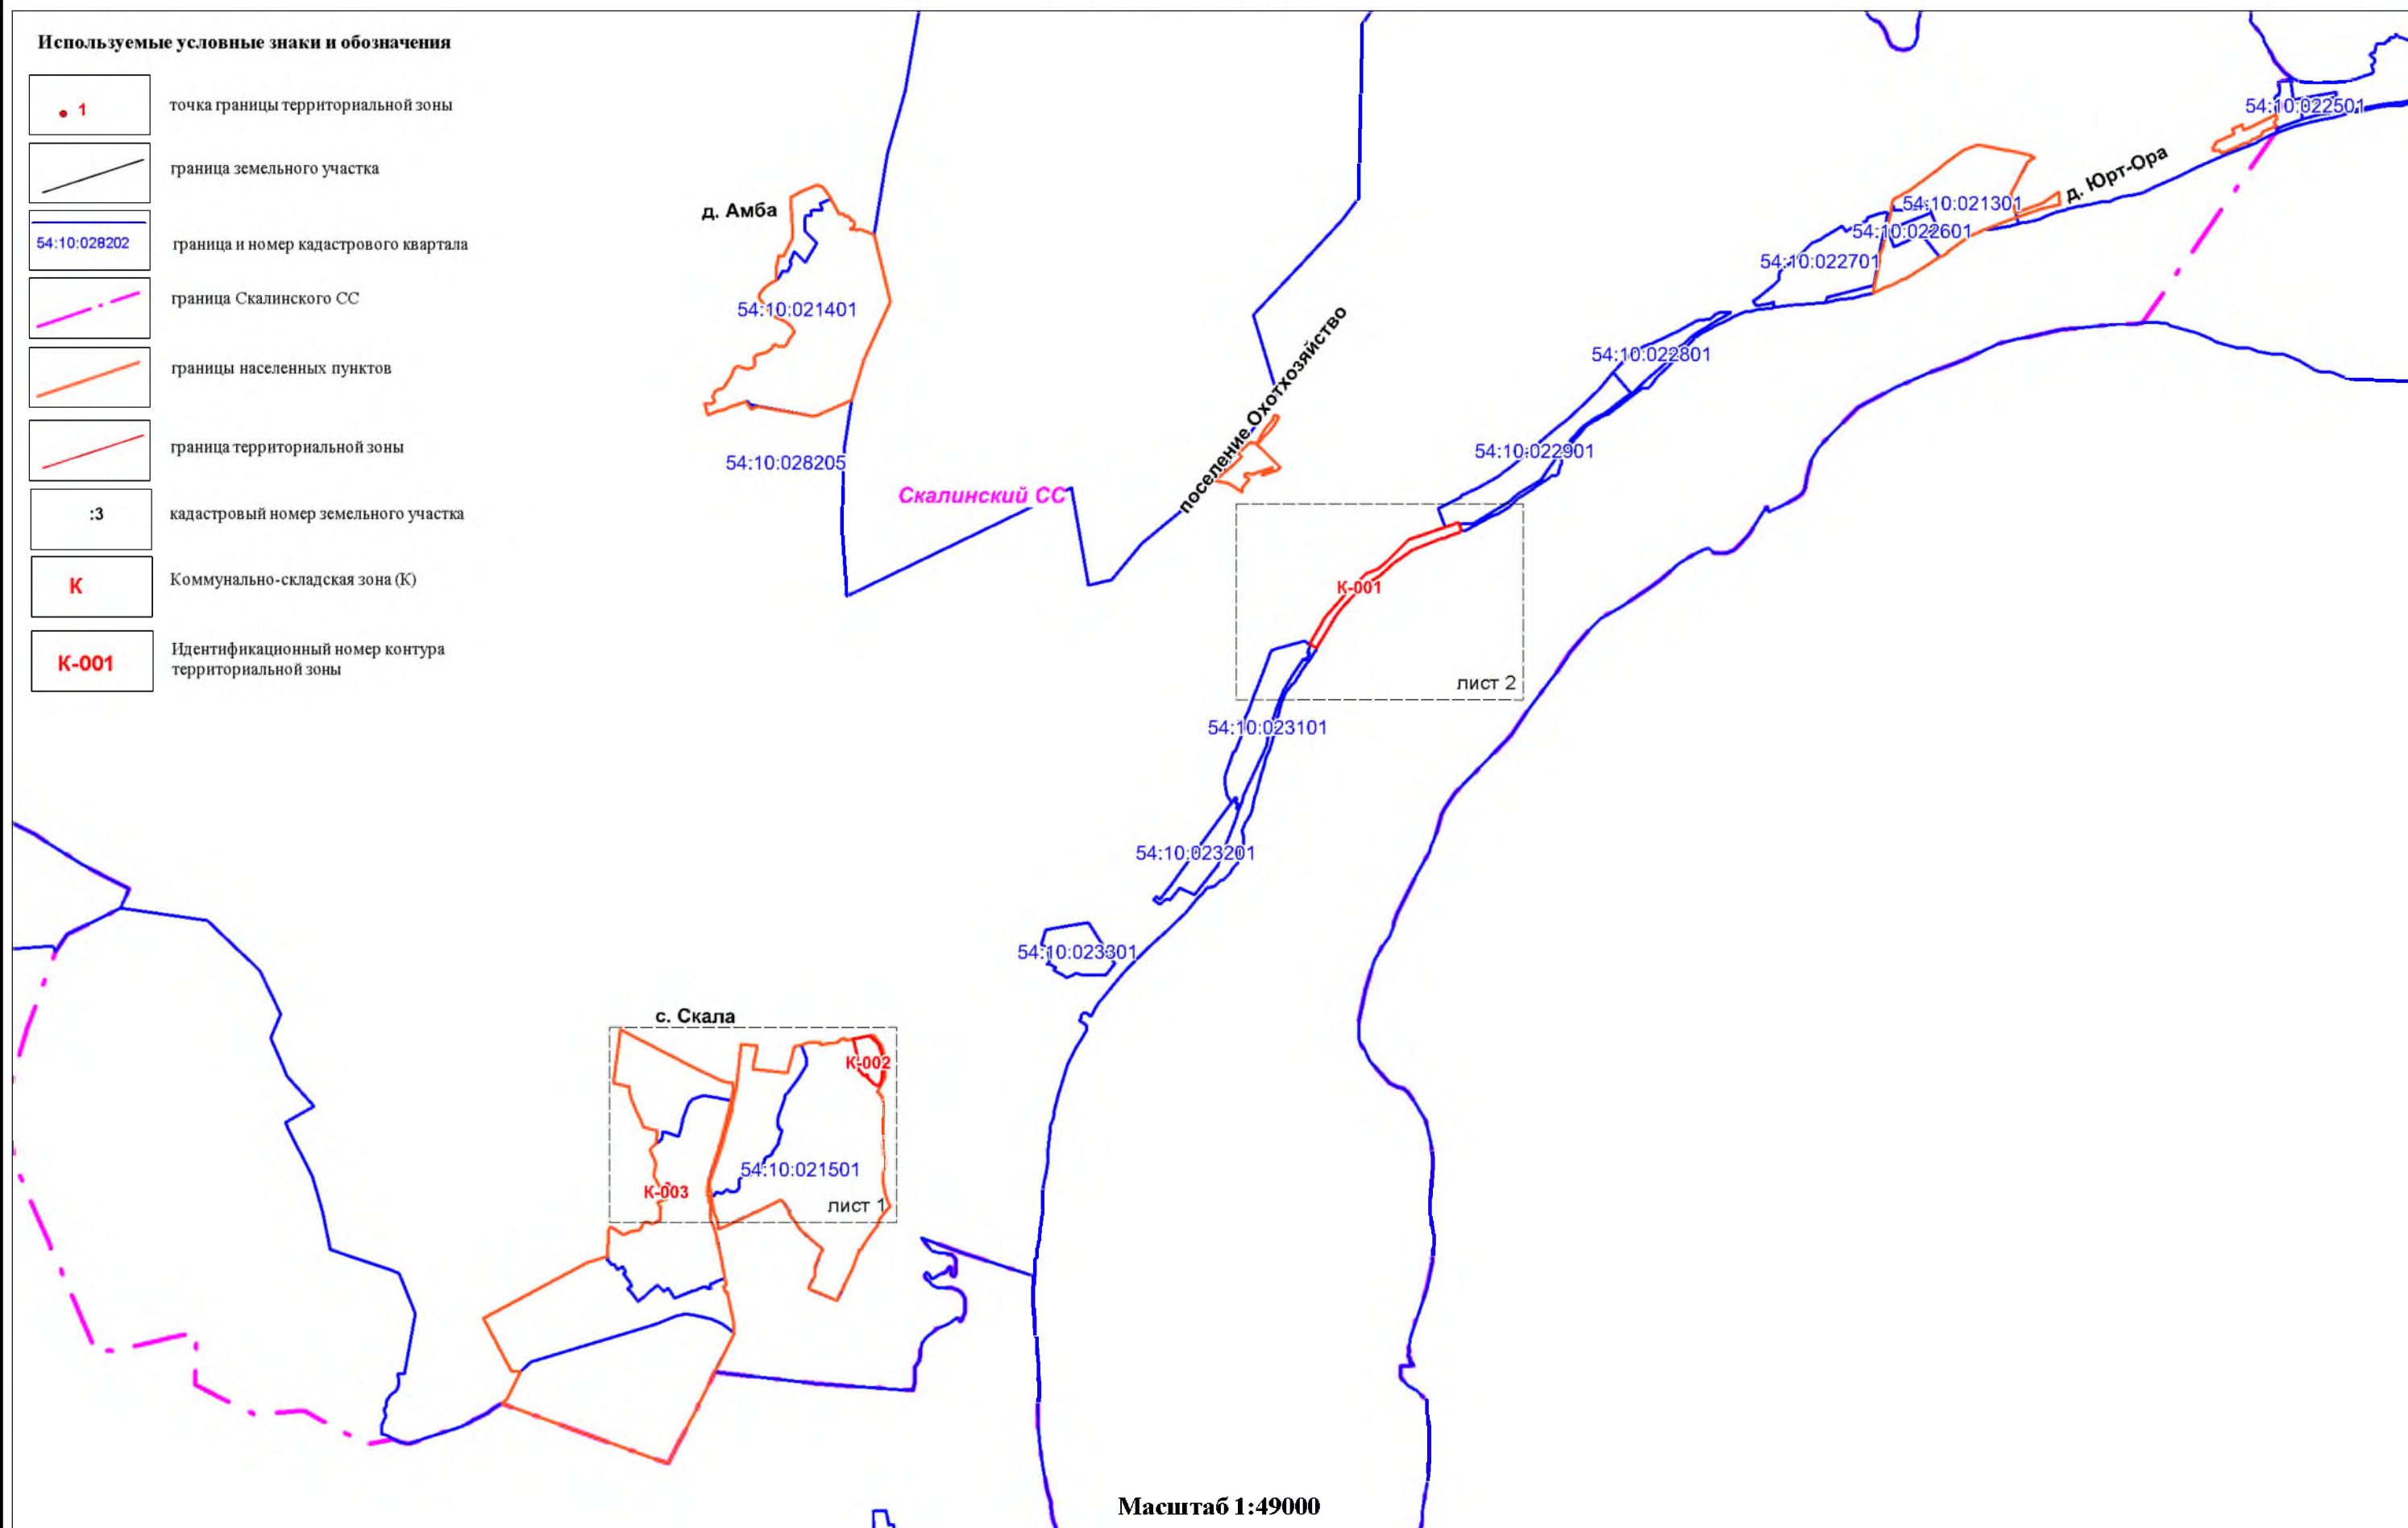 Используемые условные знаки и обозначения
1
точка границы территориальной зоны
граница земельного участка
54:10:028202
граница и номер кадастрового квартала
граница Скалинского СС
границы населенных пунктов
граница территориальной зоны
:3
кадастровый номер земельного участка
К
Коммунально-складская зона (К)
К-001
Идентификационный номер контура
территориальной зоны
54:10:022501
д. Юрт-Ора
54:10:021301
54:10:022601
54:10:022701
д. Амба
54:10:021401
54:10:022801
поселение Охотхозяйство
54:10:022901
54:10:028205
Скалинский СС
К-001
лист 2
54:10:023101
54:10:023201
54:10:023301
с. Скала
К-002
54:10:021501
К-003
лист 1
Масштаб 1:49000